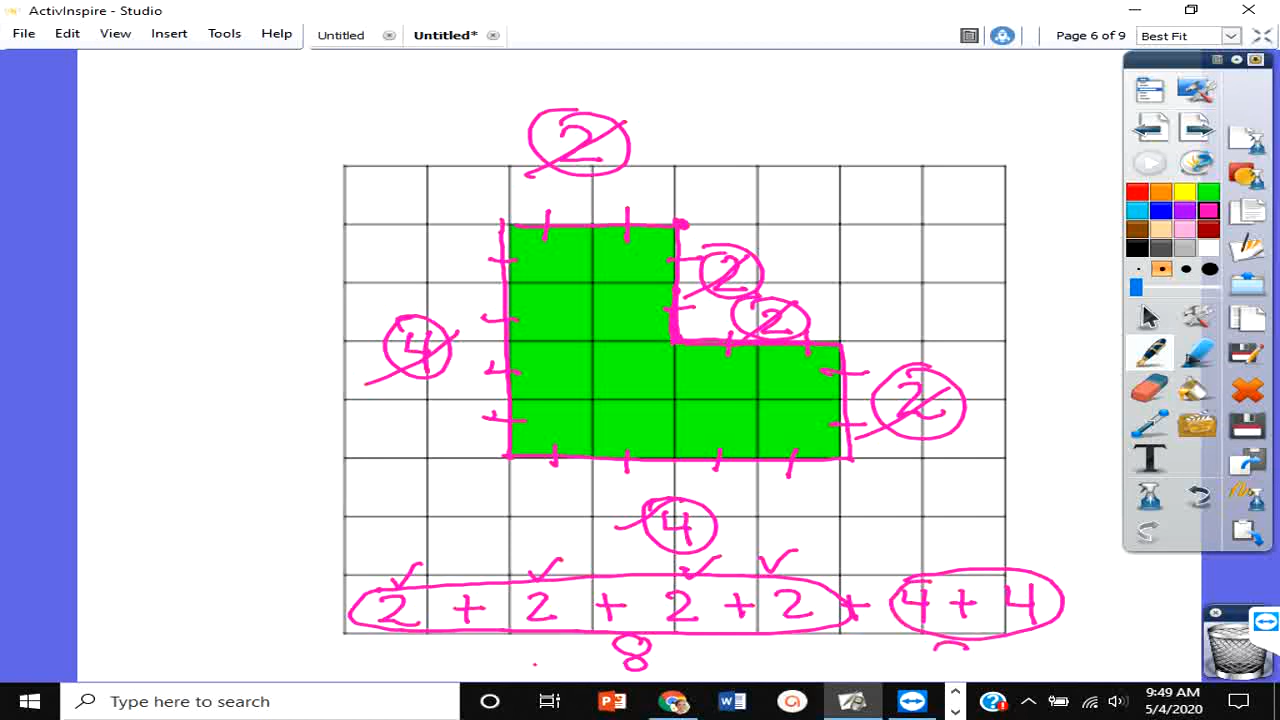 ActivInspire - Studio
File Edit View Insert Tools Help Untitled Untitled* Page 6 of 9 Best Fit
2
2
2
4
2
4
2 + 2 + 2 + 2 + 4 + 4
8
T
Type here to search
9:49 AM
5/4/2020